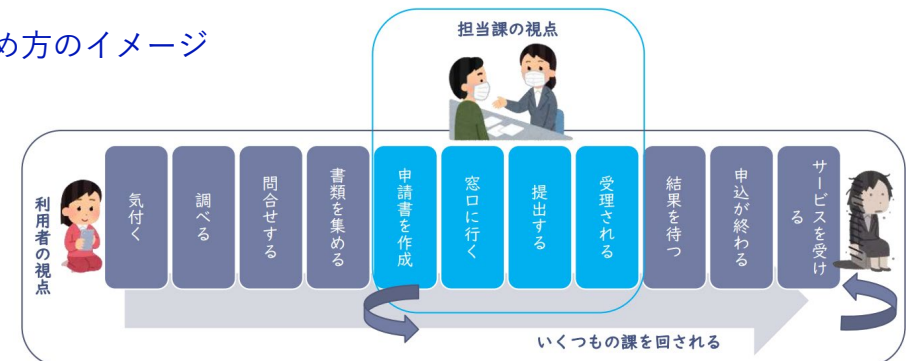 め方のイメージ
担当課の視点
利用者の視点
気付く
調べる
問合せする
書類を集める
申請書を作成
窓口に行く
提出する
受理される
結果を待つ
申込が終わる
サービスを受け
る
いくつもの課を回される